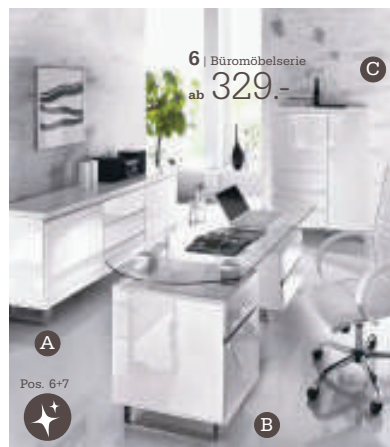 6 | Büromöbelserie
ab 329.-
C
A
Pos. 6+7
B